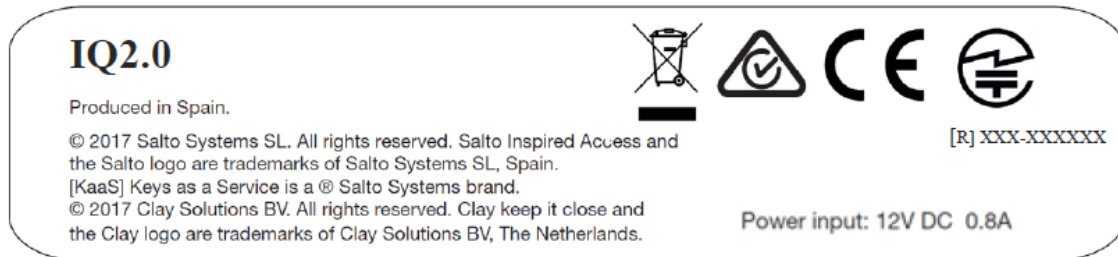 IQ2.0
Produced in Spain.
© 2017 Salto Systems SL. All rights reserved. Salto Inspired Access and
the Salto logo are trademarks of Salto Systems SL, Spain.
[KaaS] Keys as a Service is a ® Salto Systems brand.
© 2017 Clay Solutions BV. All rights reserved. Clay keep it close and
the Clay logo are trademarks of Clay Solutions BV, The Netherlands.
CE
[R] XXX-XXXXXX
Power input: 12V DC 0.8A